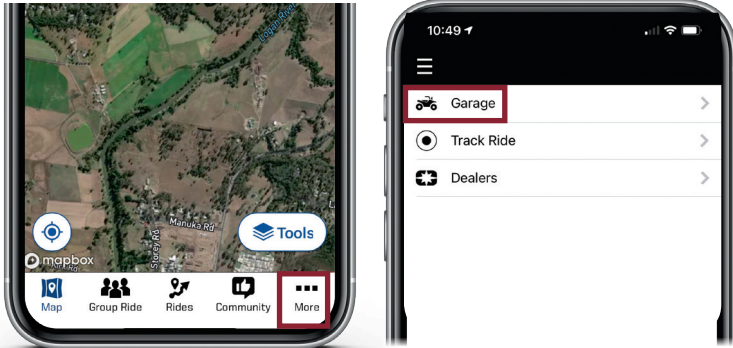 Logan River
Manuka Rd
Storey Rd
Tools
mapbox
Map
Group Ride
Rides
Community
More
10:49
Garage
Track Ride
Dealers